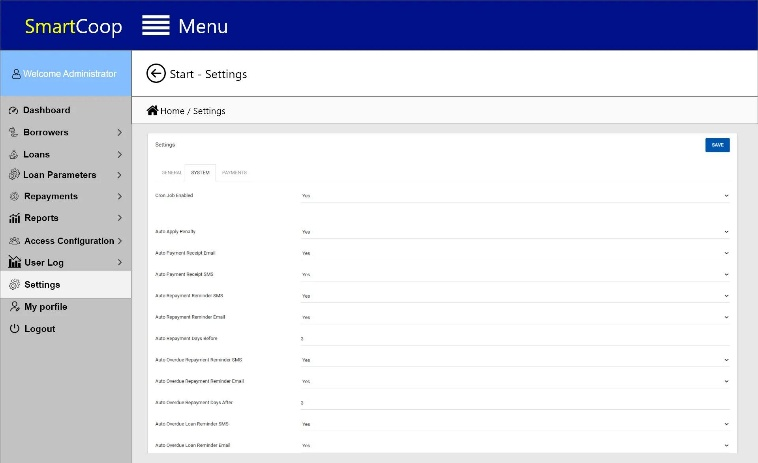 SmartCoop Menu
Welcome Administrator
Start - Settings
Home / Settings
Dashboard
Borrowers
Loans
Loan Parameters
Repayments
Reports
Access Configuration
User Log
Settings
My porfile
Logout
Settings SAVE
GENERAL SYSTEM PAYMENTS
Cron Job Enabled Yes
Auto Apply Penalty Yes
Auto Payment Receipt Email Yes
Auto Payment Receipt SMS Yes
Auto Repayment Reminder SMS Yes
Auto Repayment Reminder Email Yes
Auto Repayment Days Before
Auto Overdue Repayment Reminder SMS Yes
Auto Overdue Repayment Reminder Email Yes
Auto Overdue Repayment Days After
Auto Overdue Loan Reminder SMS Yes
Auto Overdue Loan Reminder Email Yes